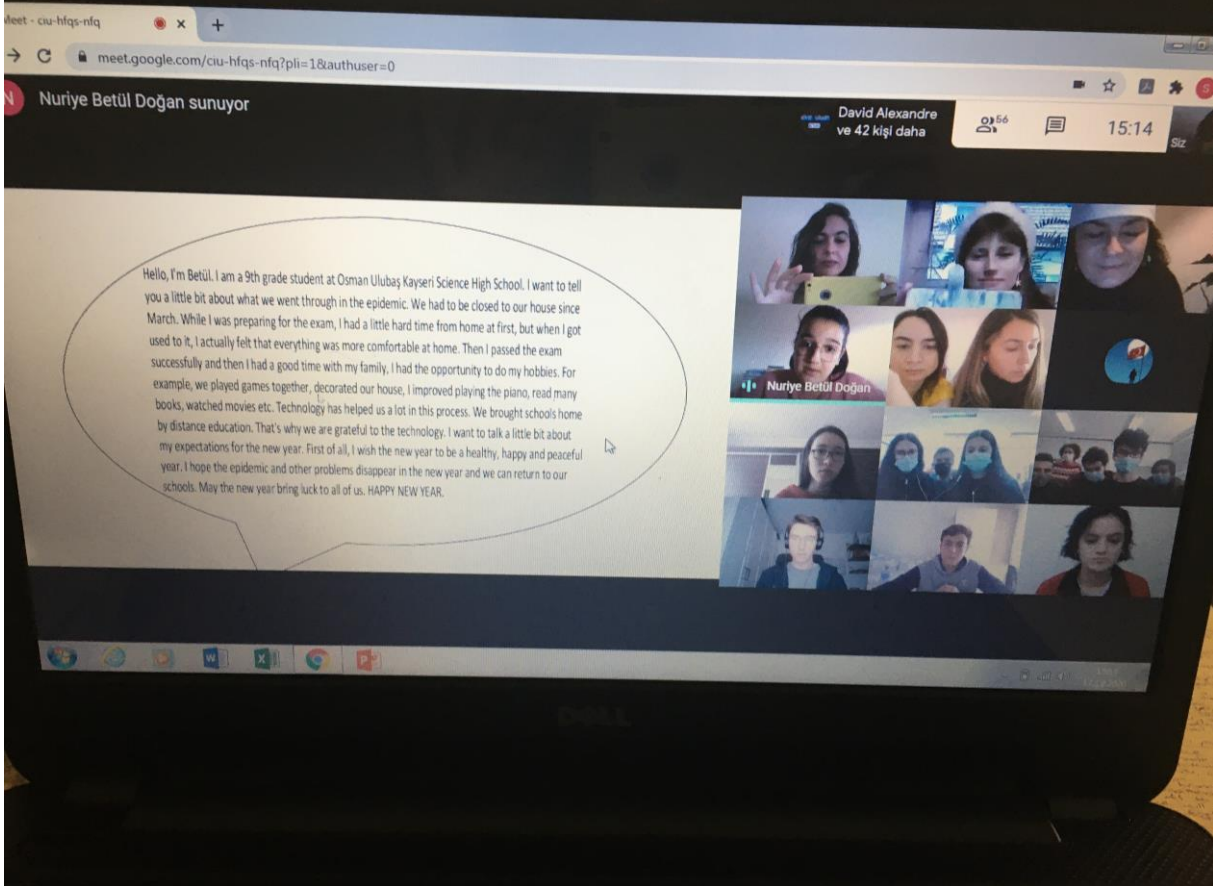 Meet - ciu-hfqs-nfq
meet.google.com/ciu-hfqs-nfq?pli=1&authuser=0
N
Nuriye Betül Doğan sunuyor
David Alexandre
ve 42 kişi daha
56
15:14
Siz
S
Hello, I'm Betül. I am a 9th grade student at Osman Ulubaş Kayseri Science High School. I want to tell
you a little bit about what we went through in the epidemic. We had to be closed to our house since
March. While I was preparing for the exam, I had a little hard time from home at first, but when I got
used to it, I actually felt that everything was more comfortable at home. Then I passed the exam
successfully and then I had a good time with my family, I had the opportunity to do my hobbies. For
example, we played games together, decorated our house, I improved playing the piano, read many
books, watched movies etc. Technology has helped us a lot in this process. We brought schools home
by distance education. That's why we are grateful to the technology. I want to talk a little bit about
my expectations for the new year. First of all, I wish the new year to be a healthy, happy and peaceful
year. I hope the epidemic and other problems disappear in the new year and we can return to our
schools. May the new year bring luck to all of us. HAPPY NEW YEAR.
Nuriye Betül Doğan
DELL